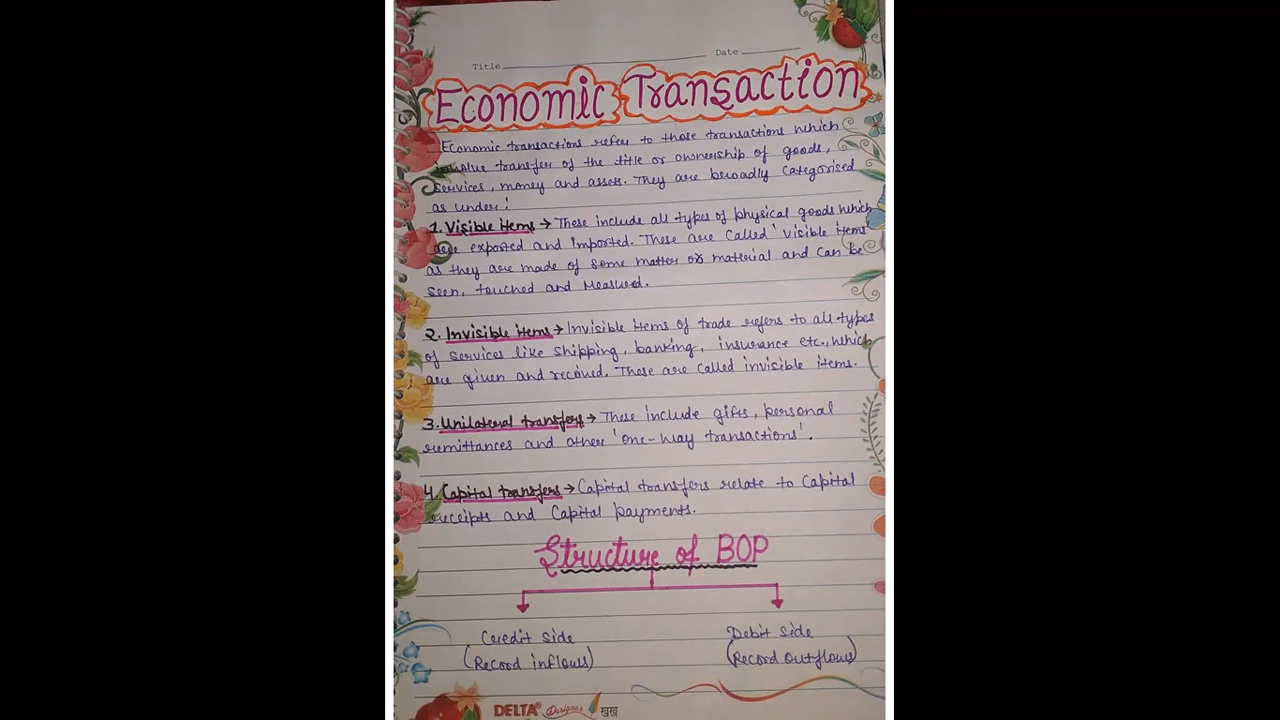 Title Date
Economic Transaction
Economic transactions refer to those transactions which
involve transfer of the title or ownership of goods,
services, money and assets. They are broadly categorised
as under:
1. Visible items → These include all types of physical goods which
are exported and imported. These are called 'visible items'
as they are made of some matter or material and can be
seen, touched and measured.
2. Invisible items → Invisible items of trade refers to all types
of services like shipping, banking, insurance etc., which
are given and received. These are called invisible items.
3. Unilateral transfers → These include gifts, personal
remittances and other 'one-way transactions'.
4. Capital transfers → Capital transfers relate to capital
receipts and capital payments.
Structure of BOP
Credit side Debit side
(Record inflows) (Record outflows)
DELTA® Designer